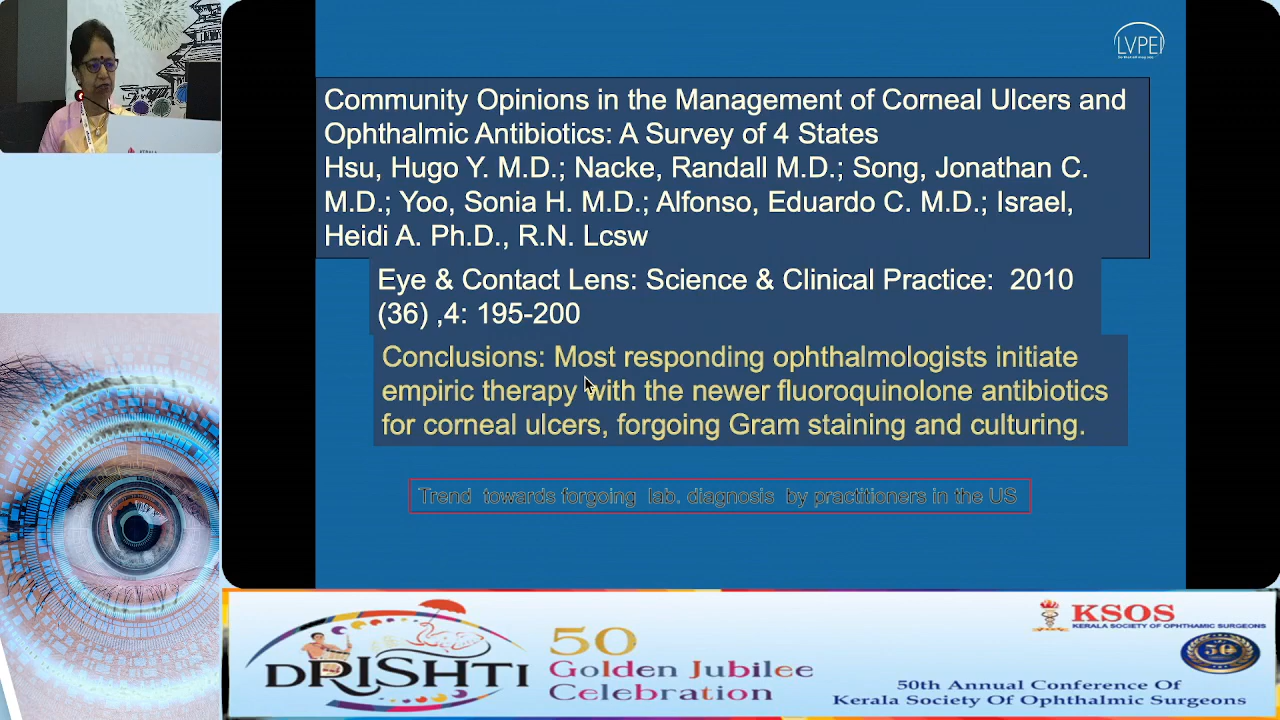 LVPEI
Community Opinions in the Management of Corneal Ulcers and
Ophthalmic Antibiotics: A Survey of 4 States
Hsu, Hugo Y. M.D.; Nacke, Randall M.D.; Song, Jonathan C.
M.D.; Yoo, Sonia H. M.D.; Alfonso, Eduardo C. M.D.; Israel,
Heidi A. Ph.D., R.N. Lcsw
Eye & Contact Lens: Science & Clinical Practice:  2010
(36) ,4: 195-200
Conclusions: Most responding ophthalmologists initiate
empiric therapy with the newer fluoroquinolone antibiotics
for corneal ulcers, forgoing Gram staining and culturing.
Trend towards forgoing lab. diagnosis by practitioners in the US
DRISHTI
50
Golden Jubilee
Celebration
KSOS
KERALA SOCIETY OF OPHTHAMIC SURGEONS
50
50th Annual Conference Of
Kerala Society Of Ophthalmic Surgeons